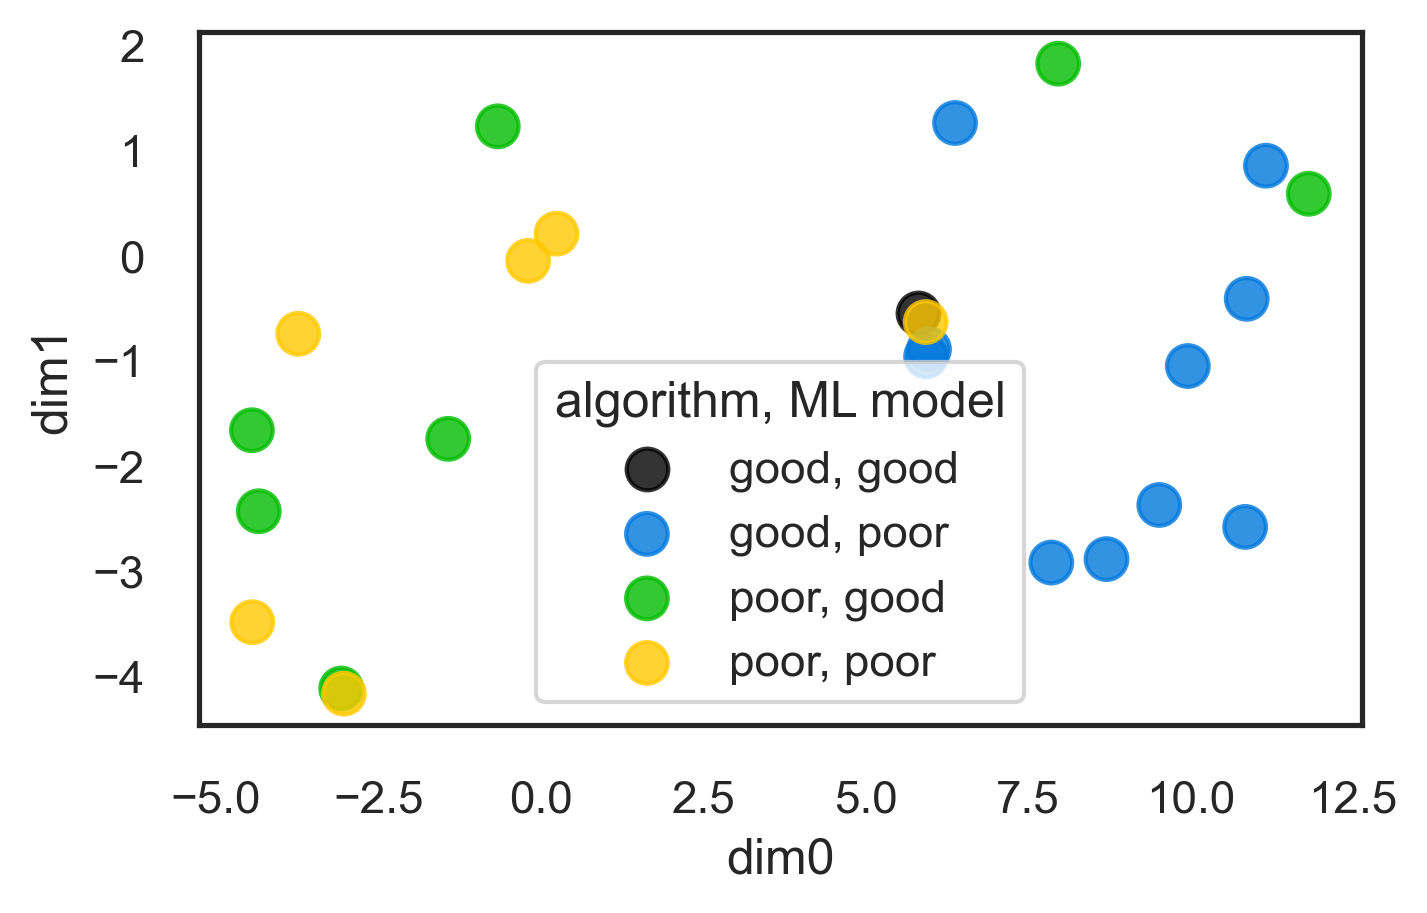 2
1
0
−1
−2
−3
−4
dim1
algorithm, ML model
good, good
good, poor
poor, good
poor, poor
−5.0 −2.5 0.0 2.5 5.0 7.5 10.0 12.5
dim0